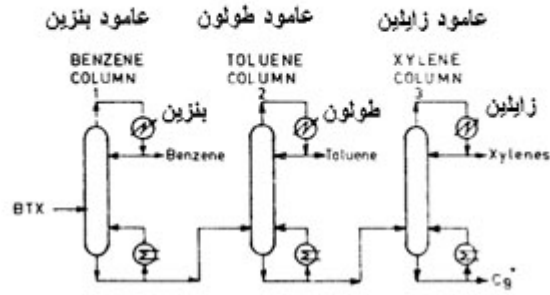 عامود بنزين
عامود طولون
عامود زايلين
BENZENE
COLUMN
1
TOLUENE
COLUMN
2
XYLENE
COLUMN
3
بنزين
طولون
زايلين
Benzene
Toluene
Xylenes
BTX
C9+